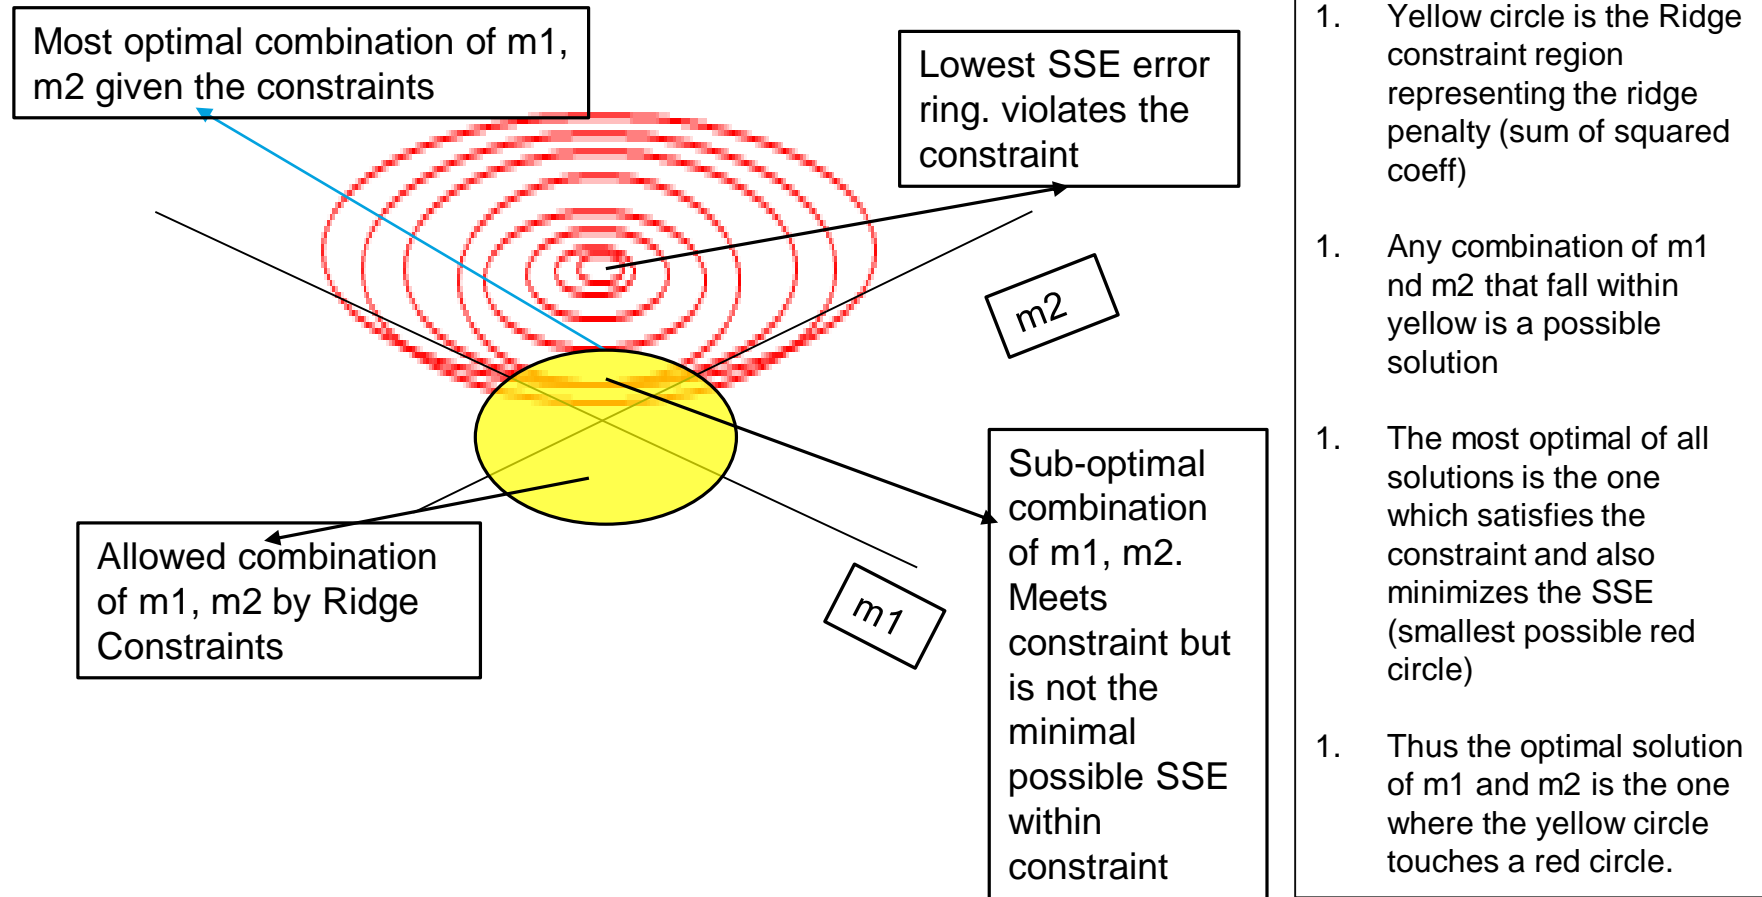 Most optimal combination of m1,
m2 given the constraints
Lowest SSE error
ring. violates the
constraint
m2
m1
Allowed combination
of m1, m2 by Ridge
Constraints
Sub-optimal
combination
of m1, m2.
Meets
constraint but
is not the
minimal
possible SSE
within
constraint
1. Yellow circle is the Ridge
constraint region
representing the ridge
penalty (sum of squared
coeff)
1. Any combination of m1
nd m2 that fall within
yellow is a possible
solution
1. The most optimal of all
solutions is the one
which satisfies the
constraint and also
minimizes the SSE
(smallest possible red
circle)
1. Thus the optimal solution
of m1 and m2 is the one
where the yellow circle
touches a red circle.